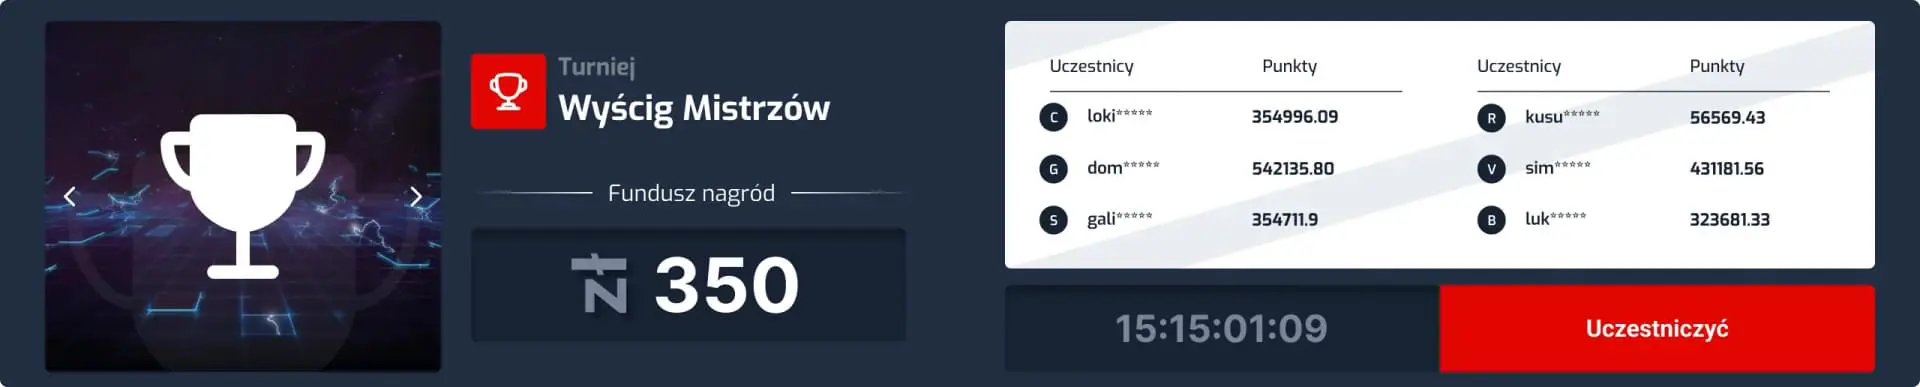 Turniej
Wyścig Mistrzów
Fundusz nagród
zł 350
Uczestnicy Punkty
C loki***** 354996.09
G dom***** 542135.80
S gali***** 354711.9
Uczestnicy Punkty
R kusu***** 56569.43
V sim***** 431181.56
B luk***** 323681.33
15:15:01:09
Uczestniczyć